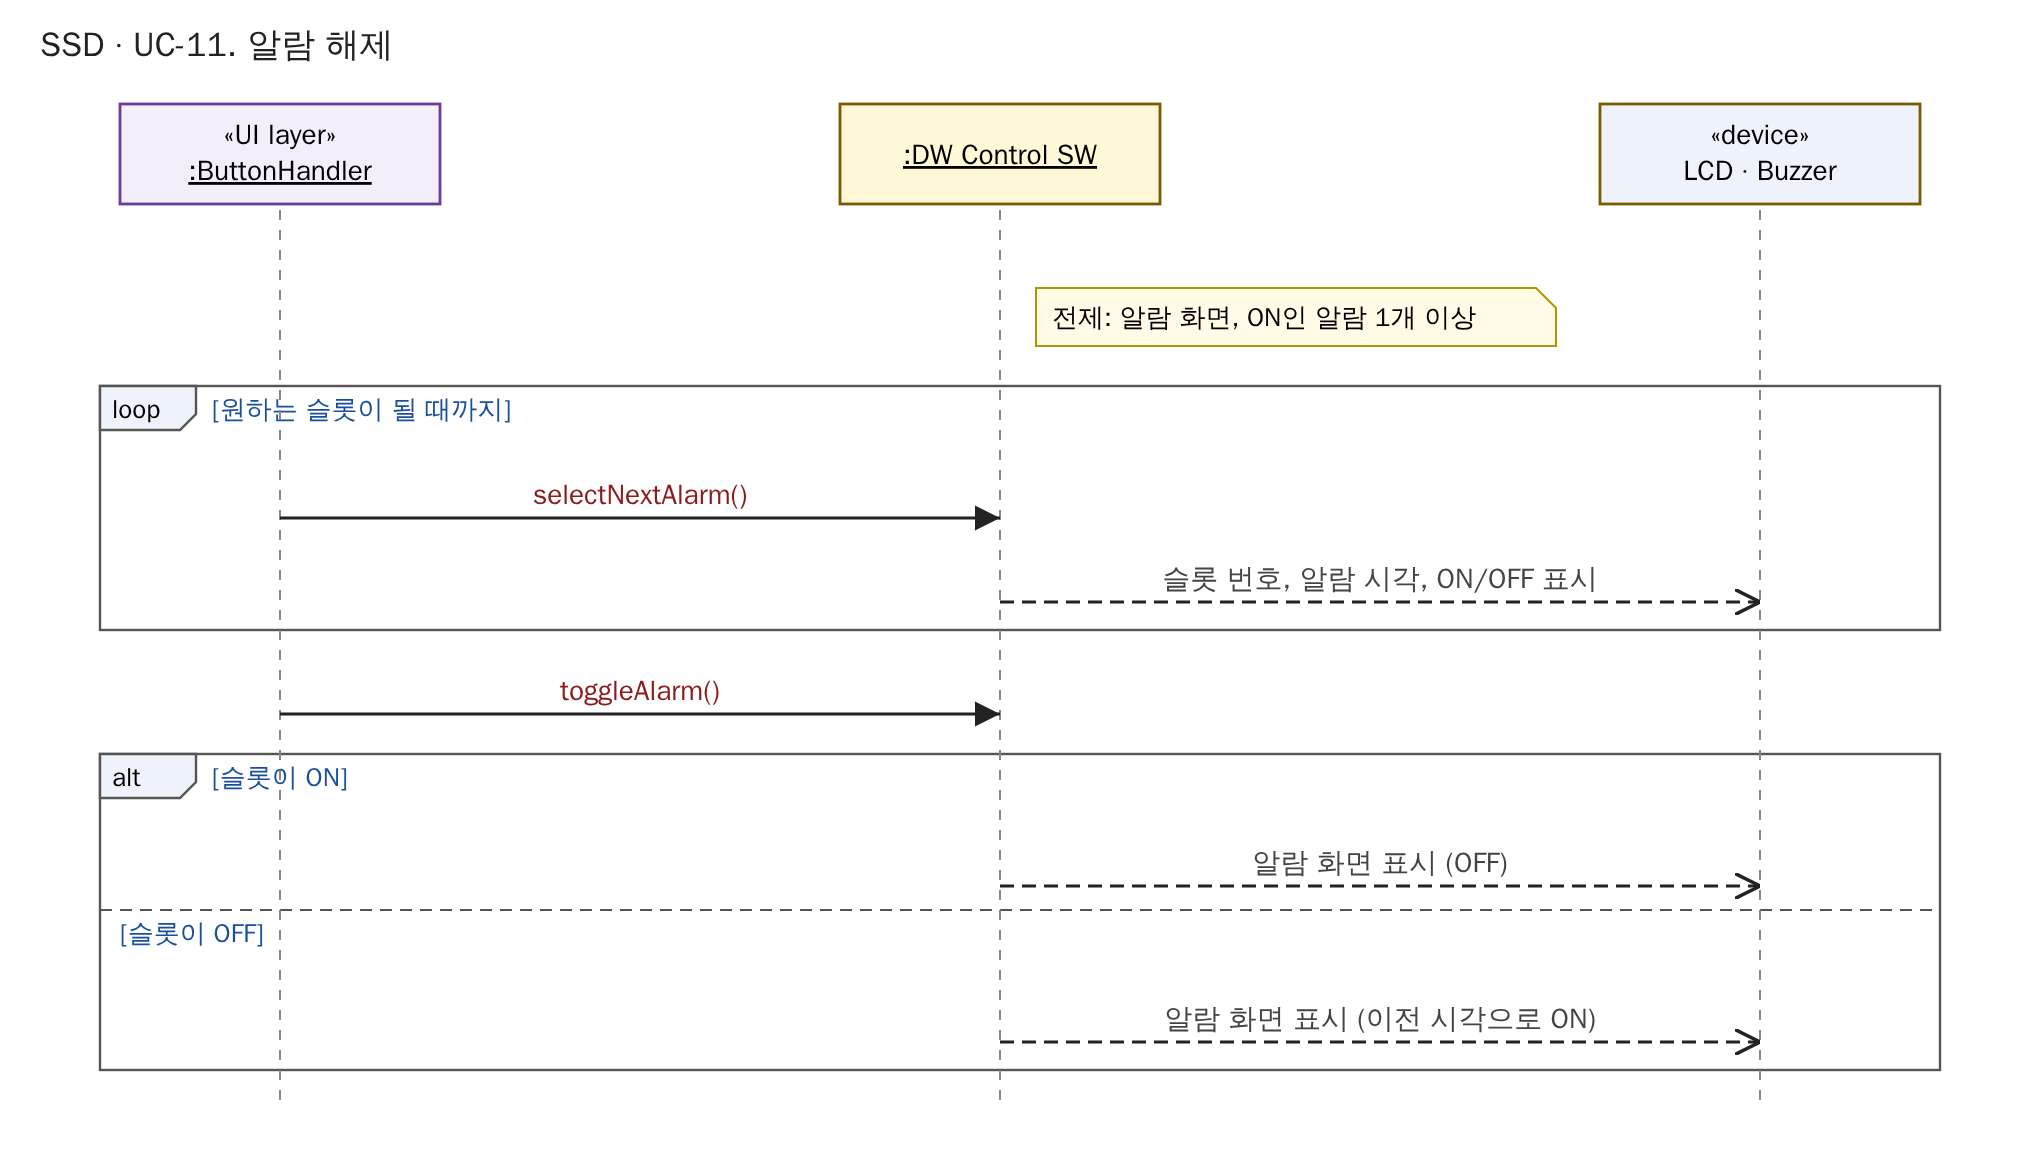 SSD · UC-11. 알람 해제
«UI layer»
:ButtonHandler
:DW Control SW
«device»
LCD · Buzzer
전제: 알람 화면, ON인 알람 1개 이상
loop
[원하는 슬롯이 될 때까지]
selectNextAlarm()
슬롯 번호, 알람 시각, ON/OFF 표시
toggleAlarm()
alt
[슬롯이 ON]
알람 화면 표시 (OFF)
[슬롯이 OFF]
알람 화면 표시 (이전 시각으로 ON)